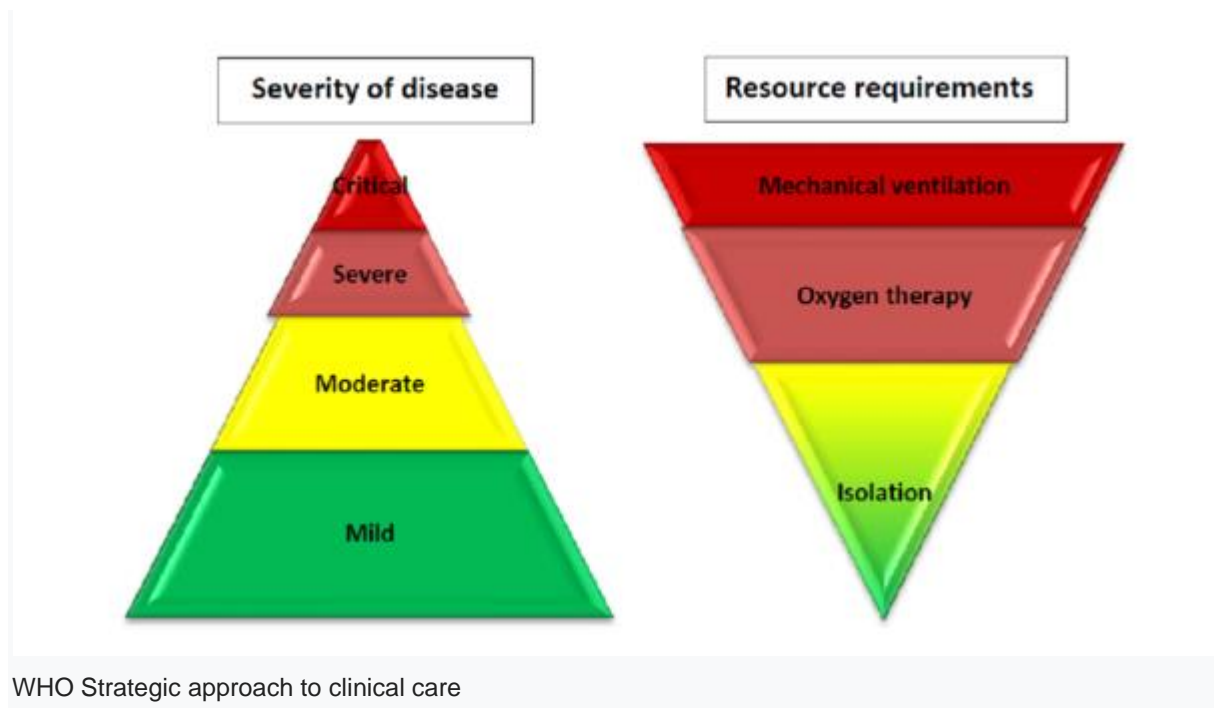 Severity of disease
Resource requirements
Critical
Severe
Moderate
Mild
Mechanical ventilation
Oxygen therapy
Isolation
WHO Strategic approach to clinical care